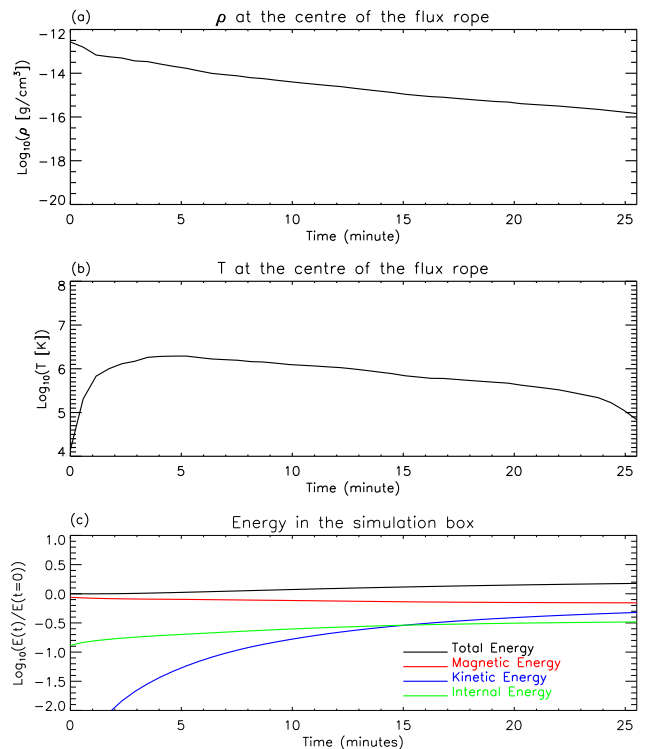 (a) ρ at the centre of the flux rope
Log₁₀(ρ [g/cm³])
-12
-14
-16
-18
-20
0 5 10 15 20 25
Time (minute)
(b) T at the centre of the flux rope
Log₁₀(T [K])
8
7
6
5
4
0 5 10 15 20 25
Time (minute)
(c) Energy in the simulation box
Log₁₀(E(t)/E(t=0))
1.0
0.5
0.0
-0.5
-1.0
-1.5
-2.0
Total Energy
Magnetic Energy
Kinetic Energy
Internal Energy
0 5 10 15 20 25
Time (minutes)